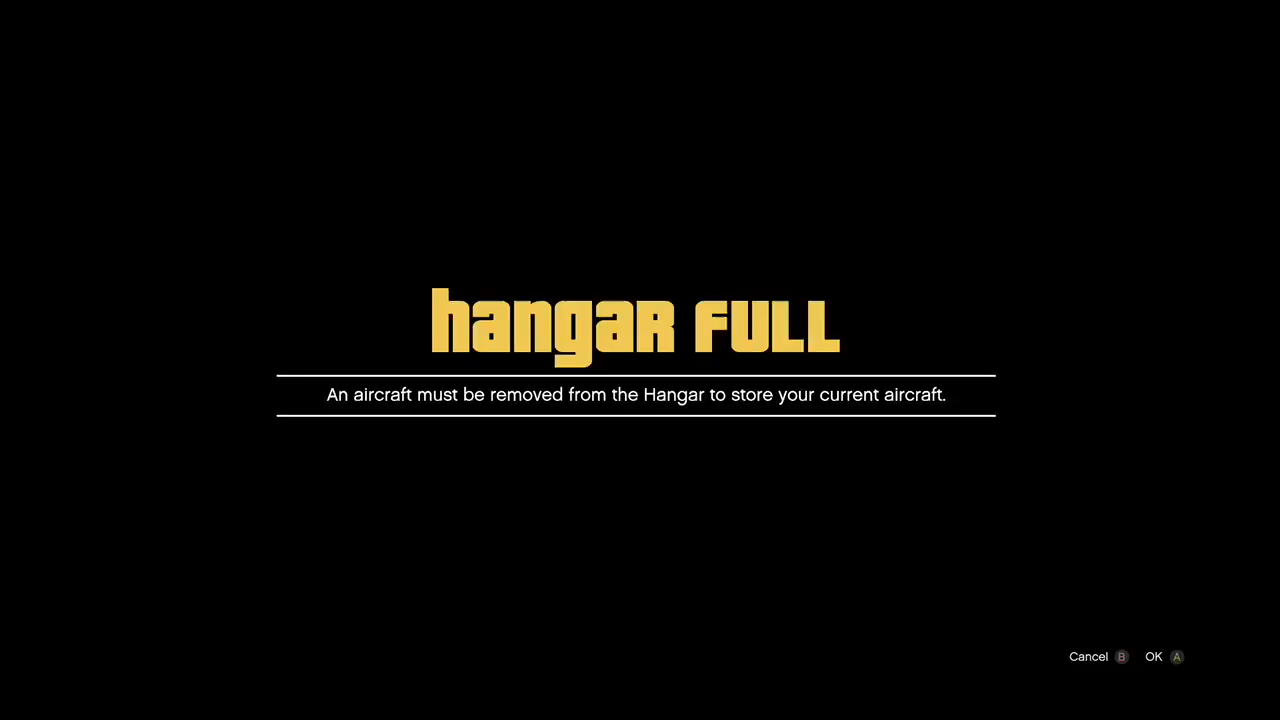 hangar FULL
An aircraft must be removed from the Hangar to store your current aircraft.
Cancel B OK A